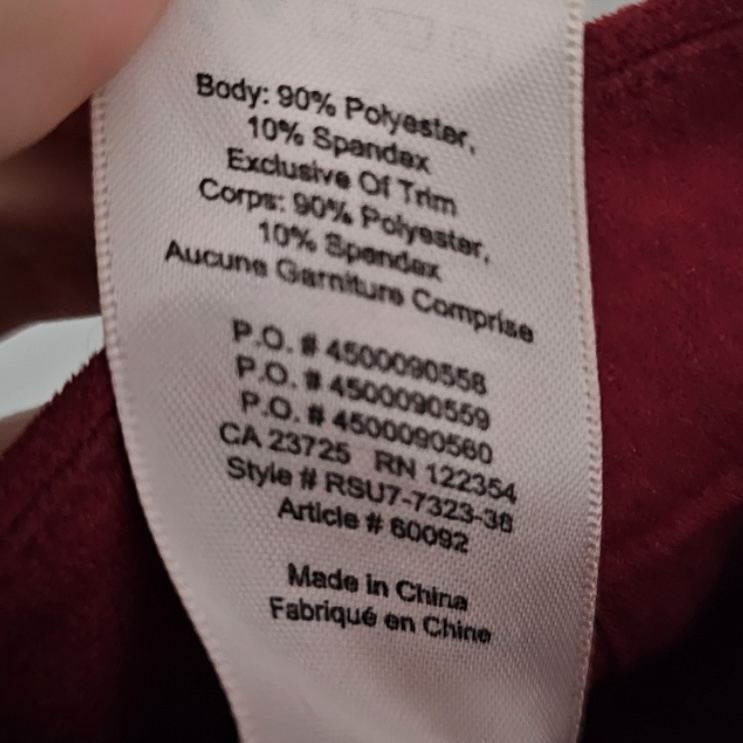 Body: 90% Polyester,
10% Spandex
Exclusive Of Trim
Corps: 90% Polyester,
10% Spandex
Aucune Garniture Comprise
P.O. # 4500090558
P.O. # 4500090559
P.O. # 4500090560
CA 23725 RN 122354
Style # RSU7-7323-38
Article # 60092
Made in China
Fabriqué en Chine